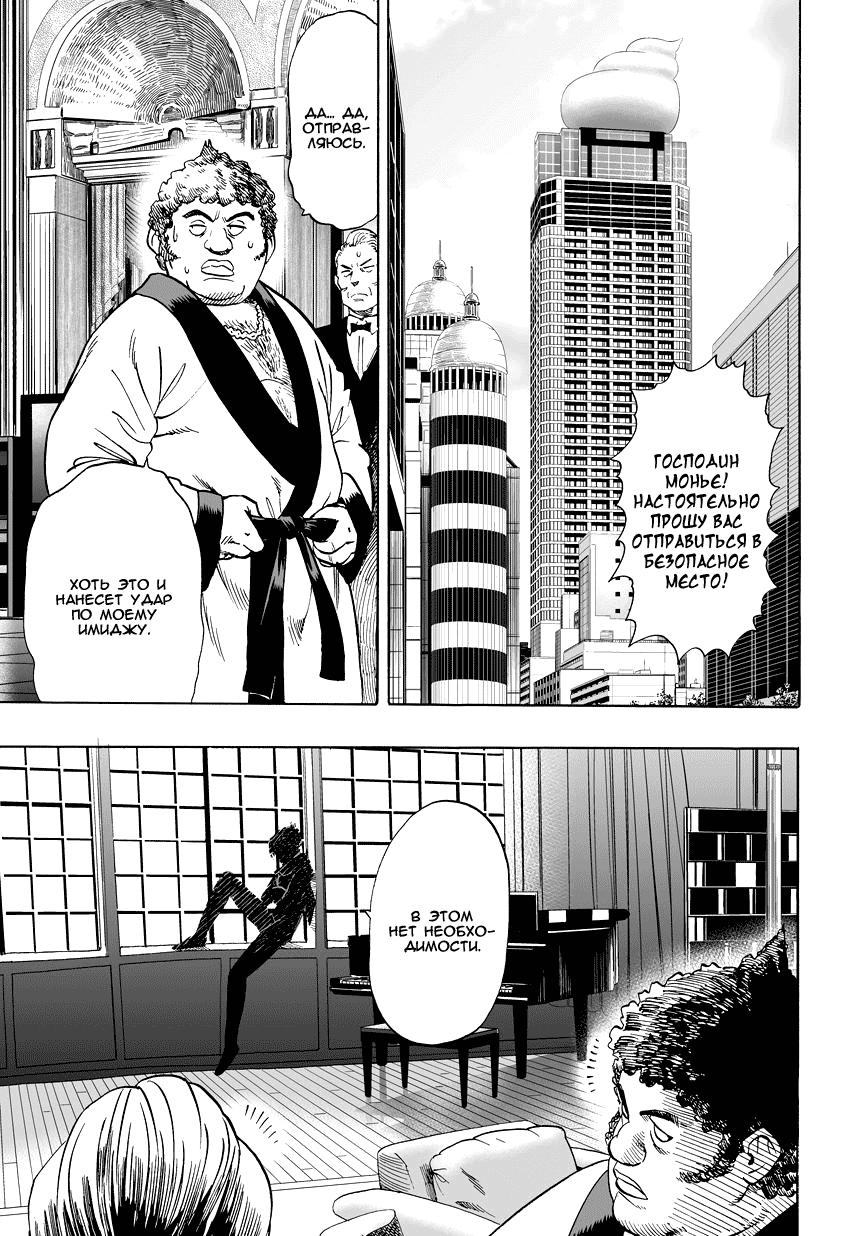 ГОСПОДИН
МОНЬЕ!
НАСТОЯТЕЛЬНО
ПРОШУ ВАС
ОТПРАВИТЬСЯ В
БЕЗОПАСНОЕ
МЕСТО!
ДА... ДА,
ОТПРАВ-
ЛЯЮСЬ.
ХОТЬ ЭТО И
НАНЕСЕТ УДАР
ПО МОЕМУ
ИМИДЖУ.
В ЭТОМ
НЕТ НЕОБХО-
ДИМОСТИ.